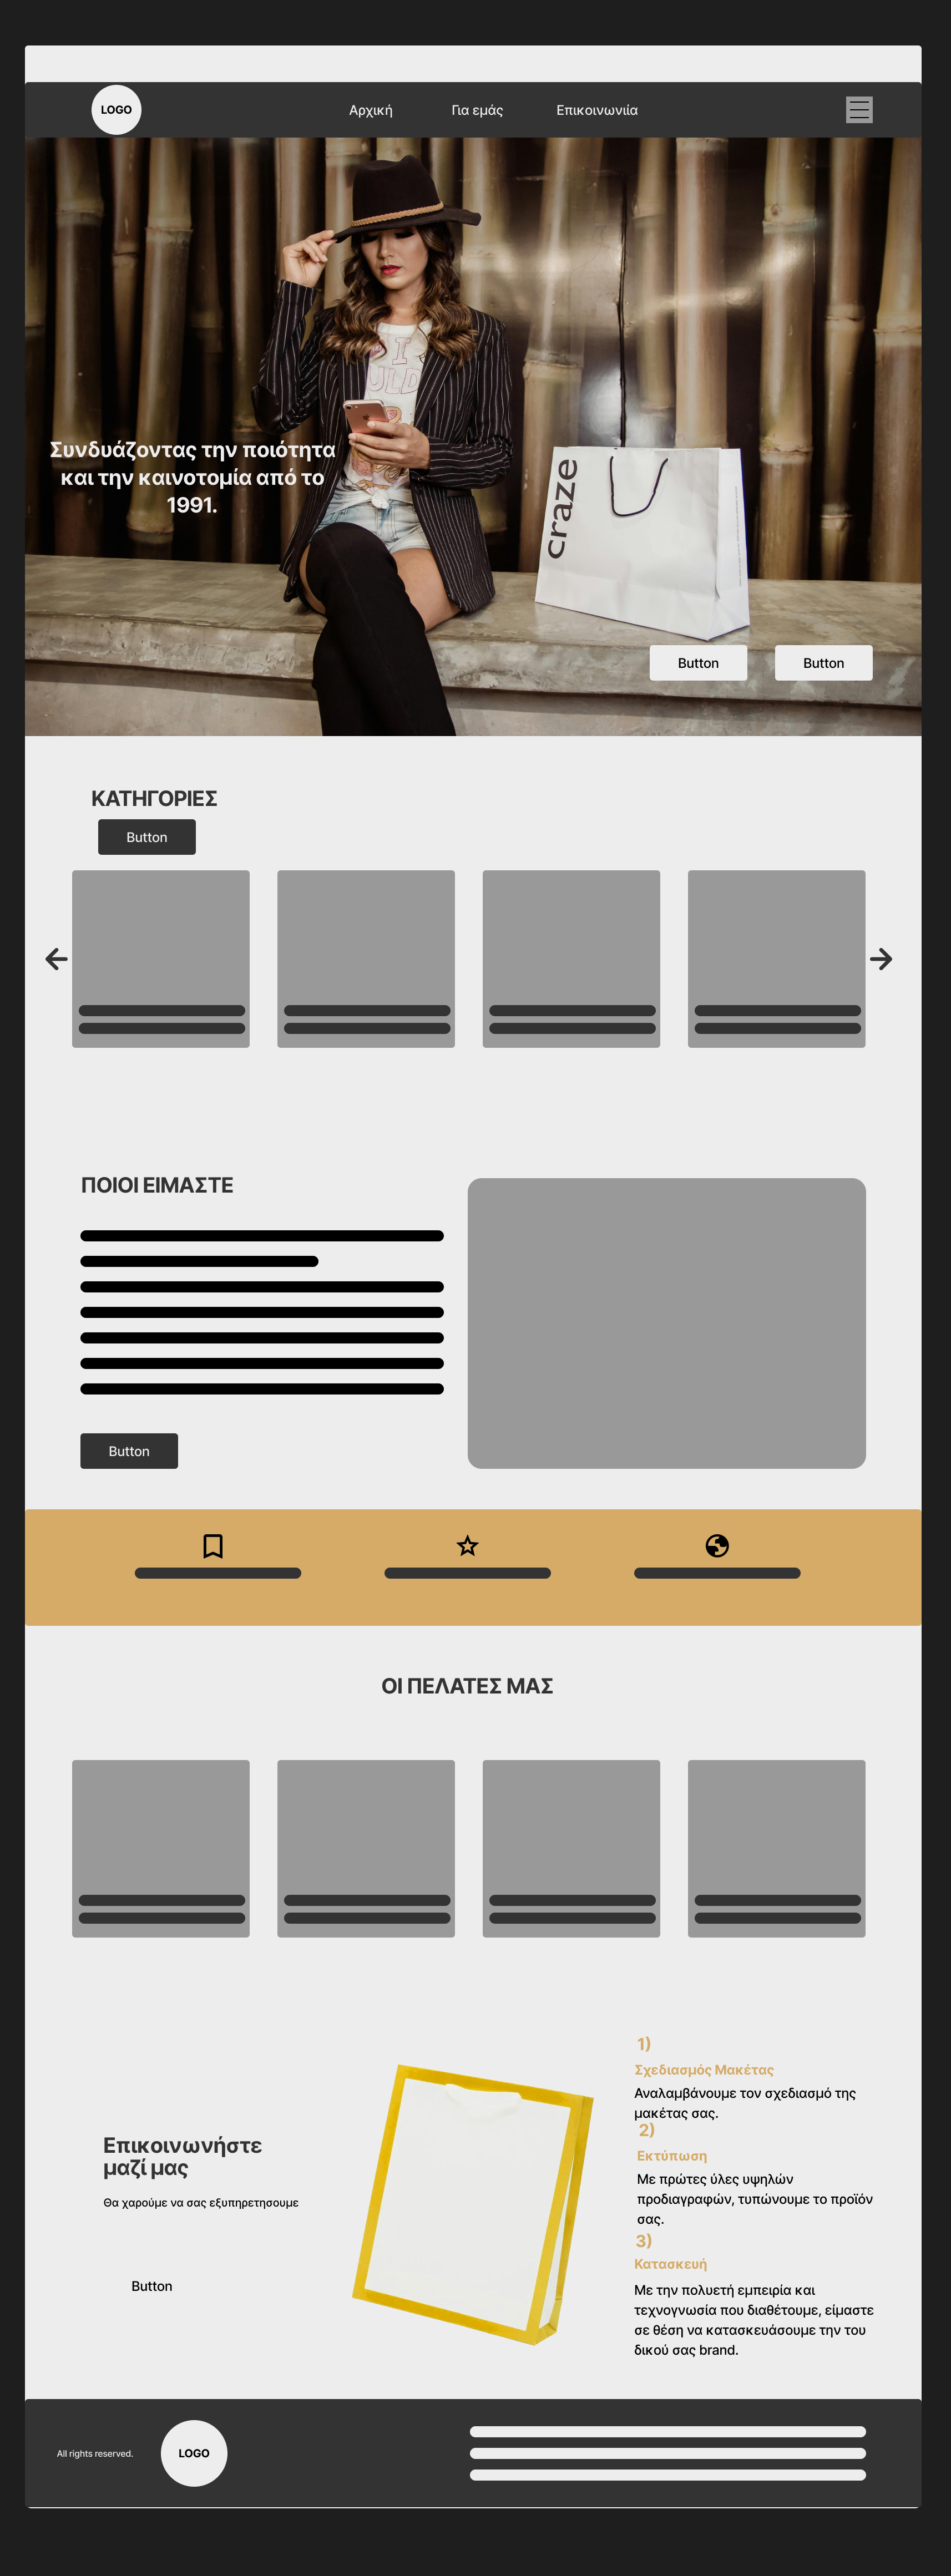 LOGO
Αρχική
Για εμάς
Επικοινωνιία
Συνδυάζοντας την ποιότητα
και την καινοτομία από το
1991.
craze
Button
Button
ΚΑΤΗΓΟΡΙΕΣ
Button
ΠΟΙΟΙ ΕΙΜΑΣΤΕ
Button
ΟΙ ΠΕΛΑΤΕΣ ΜΑΣ
Επικοινωνήστε
μαζί μας
Θα χαρούμε να σας εξυπηρετησουμε
Button
1)
Σχεδιασμός Μακέτας
Αναλαμβάνουμε τον σχεδιασμό της
μακέτας σας.
2)
Εκτύπωση
Με πρώτες ύλες υψηλών
προδιαγραφών, τυπώνουμε το προϊόν
σας.
3)
Κατασκευή
Με την πολυετή εμπειρία και
τεχνογνωσία που διαθέτουμε, είμαστε
σε θέση να κατασκευάσουμε την του
δικού σας brand.
All rights reserved.
LOGO